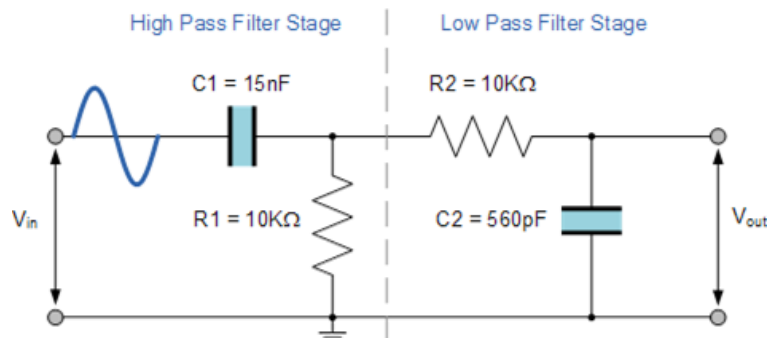 High Pass Filter Stage
Low Pass Filter Stage
C1 = 15nF
R2 = 10KΩ
Vin
R1 = 10KΩ
C2 = 560pF
Vout